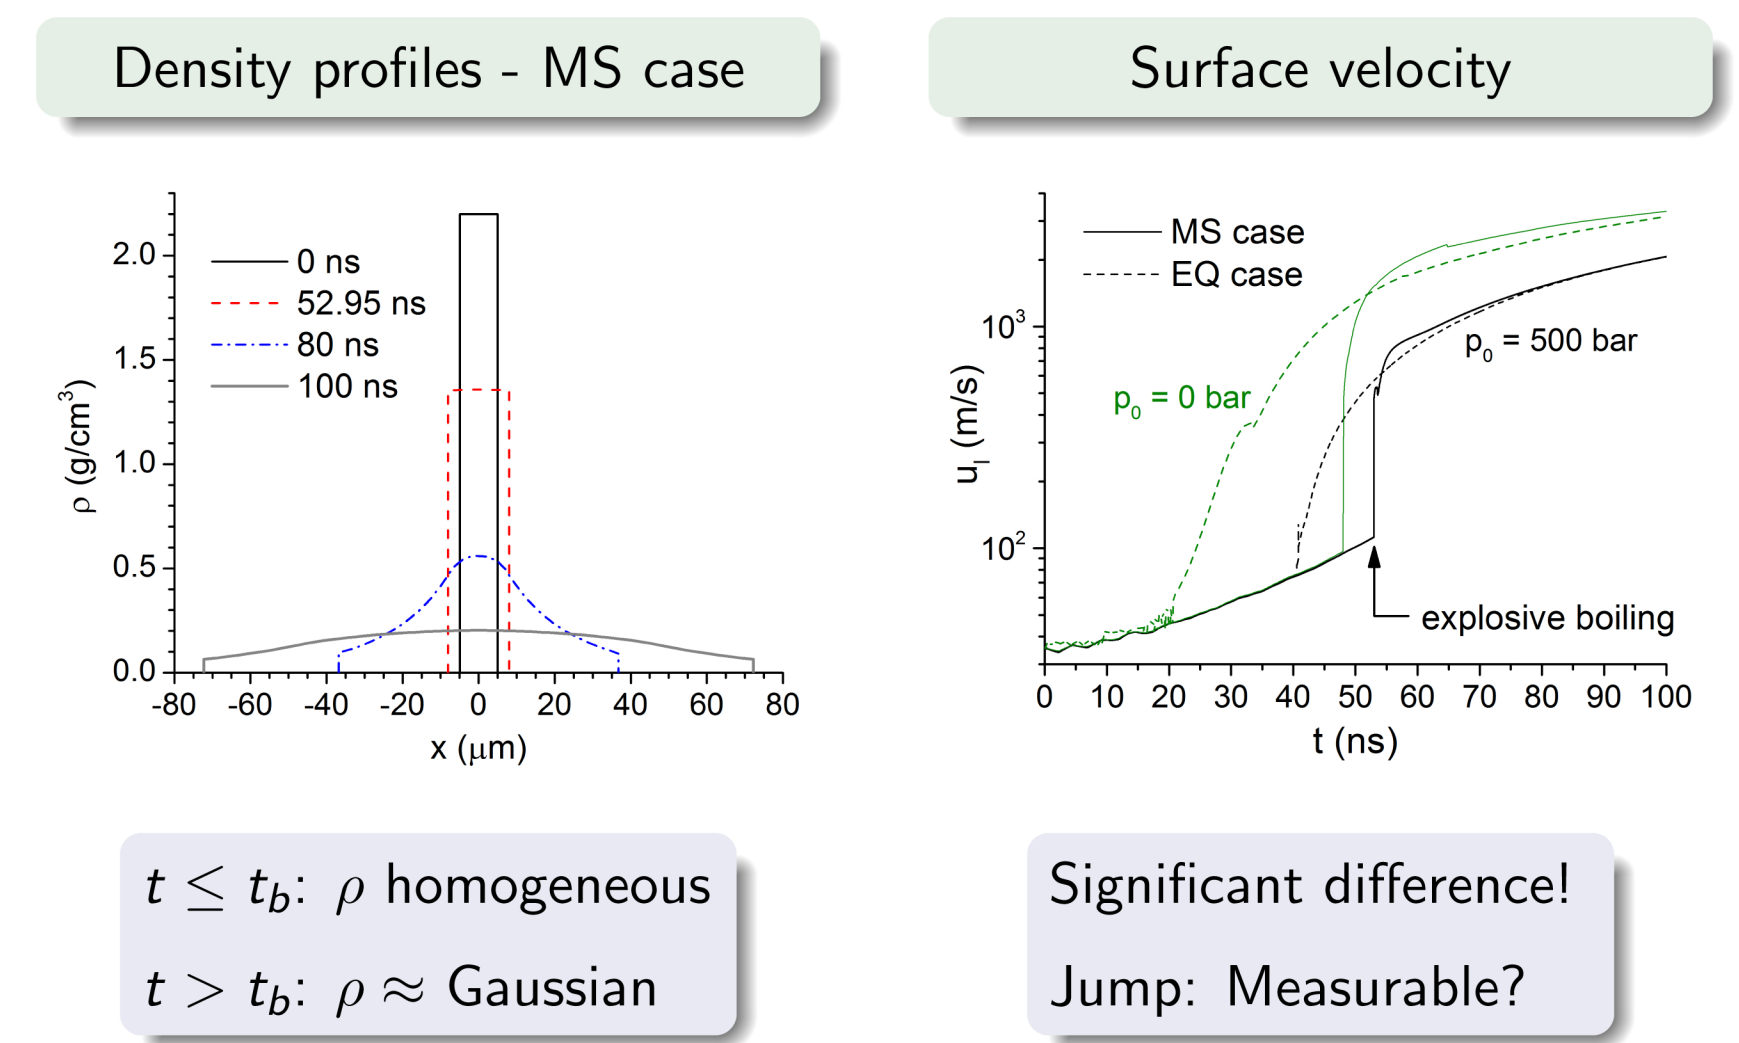 Density profiles - MS case
2.0
1.5
1.0
0.5
0.0
ρ (g/cm³)
0 ns
52.95 ns
80 ns
100 ns
-80 -60 -40 -20 0 20 40 60 80
x (μm)
t ≤ t_b: ρ homogeneous
t > t_b: ρ ≈ Gaussian
Surface velocity
10³
10²
u_l (m/s)
MS case
EQ case
p₀ = 500 bar
p₀ = 0 bar
explosive boiling
0 10 20 30 40 50 60 70 80 90 100
t (ns)
Significant difference!
Jump: Measurable?